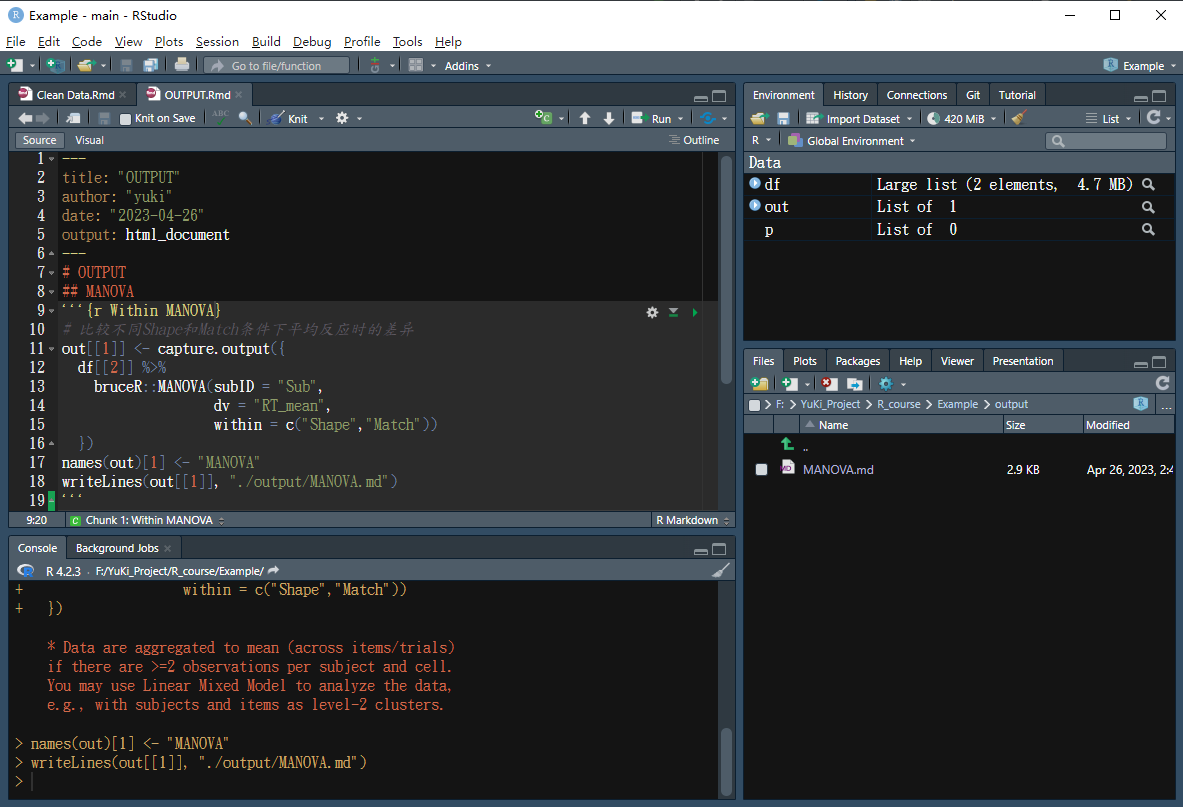 Example - main - RStudio
File Edit Code View Plots Session Build Debug Profile Tools Help
Go to file/function Addins Example
Clean Data.Rmd OUTPUT.Rmd
Knit on Save ABC Knit Run
Source Visual Outline
1 ---
2 title: "OUTPUT"
3 author: "yuki"
4 date: "2023-04-26"
5 output: html_document
6 ---
7 # OUTPUT
8 ## MANOVA
9 ```{r Within MANOVA}
10 # 比较不同Shape和Match条件下平均反应时的差异
11 out[[1]] <- capture.output({
12 df[[2]] %>%
13 bruceR::MANOVA(subID = "Sub",
14 dv = "RT_mean",
15 within = c("Shape","Match"))
16 })
17 names(out)[1] <- "MANOVA"
18 writeLines(out[[1]], "./output/MANOVA.md")
19 ```
9:20 Chunk 1: Within MANOVA R Markdown
Console Background Jobs
R 4.2.3 · F:/YuKi_Project/R_course/Example/
+ within = c("Shape","Match"))
+ })
* Data are aggregated to mean (across items/trials)
if there are >=2 observations per subject and cell.
You may use Linear Mixed Model to analyze the data,
e.g., with subjects and items as level-2 clusters.
> names(out)[1] <- "MANOVA"
> writeLines(out[[1]], "./output/MANOVA.md")
>
Environment History Connections Git Tutorial
Import Dataset 420 MiB List
R Global Environment
Data
df Large list (2 elements, 4.7 MB)
out List of 1
p List of 0
Files Plots Packages Help Viewer Presentation
F: YuKi_Project R_course Example output ...
Name Size Modified
..
MANOVA.md 2.9 KB Apr 26, 2023, 2:4